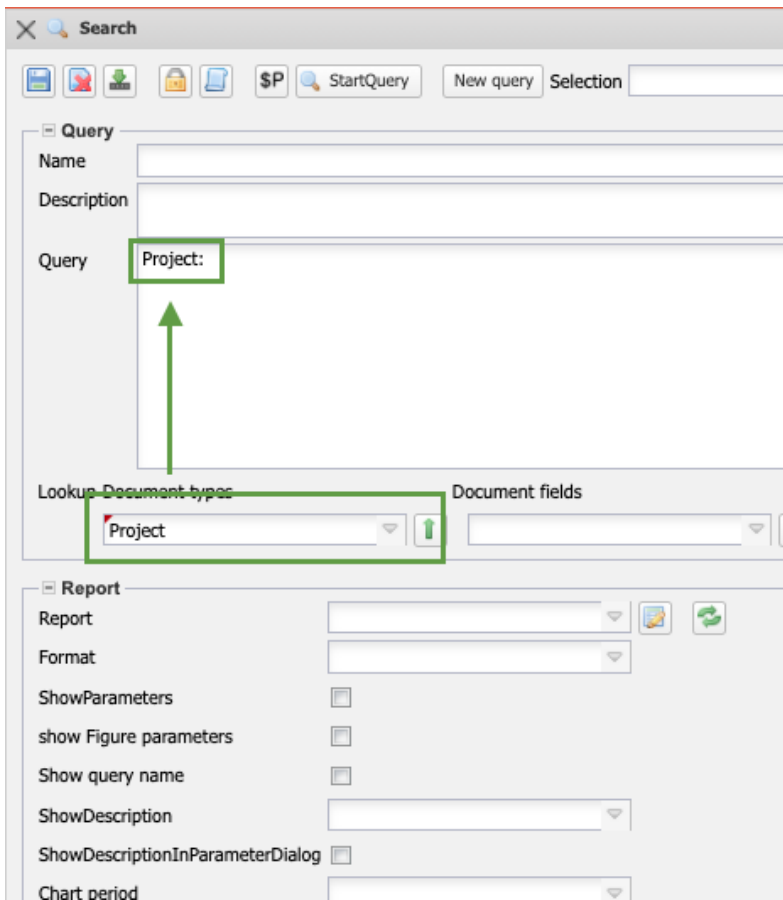 Search
$P StartQuery New query Selection
Query
Name
Description
Query Project:
Lookup Document types Document fields
Project
Report
Report
Format
ShowParameters
show Figure parameters
Show query name
ShowDescription
ShowDescriptionInParameterDialog
Chart period